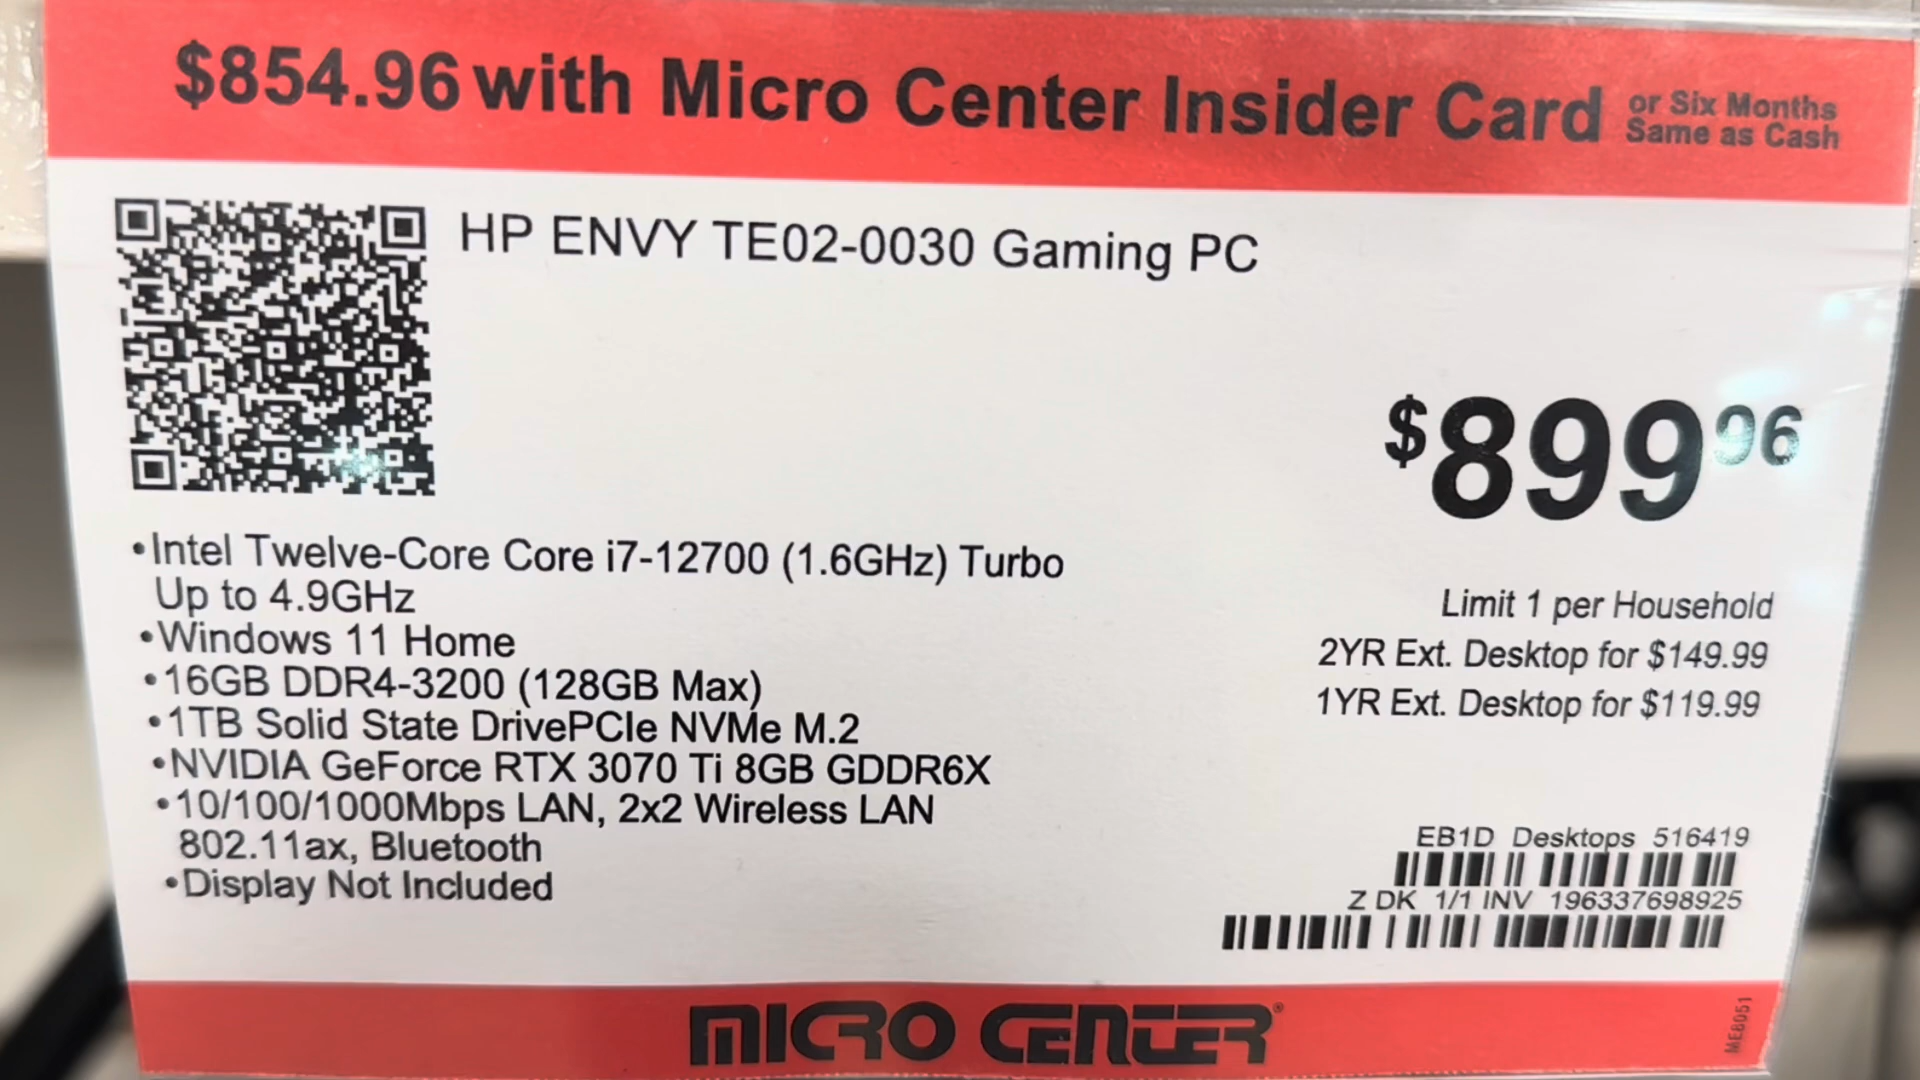 $854.96 with Micro Center Insider Card or Six Months
Same as Cash
HP ENVY TE02-0030 Gaming PC
$899 96
•Intel Twelve-Core Core i7-12700 (1.6GHz) Turbo
Up to 4.9GHz
•Windows 11 Home
•16GB DDR4-3200 (128GB Max)
•1TB Solid State DrivePCIe NVMe M.2
•NVIDIA GeForce RTX 3070 Ti 8GB GDDR6X
•10/100/1000Mbps LAN, 2x2 Wireless LAN
802.11ax, Bluetooth
•Display Not Included
Limit 1 per Household
2YR Ext. Desktop for $149.99
1YR Ext. Desktop for $119.99
EB1D Desktops 516419
Z DK 1/1 INV 196337698925
MICRO CENTER®
ME8051